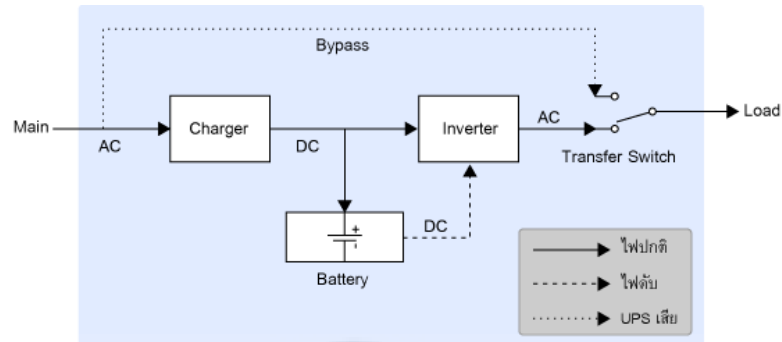 Bypass
Main
AC
Charger
DC
Inverter
AC
Load
Transfer Switch
+
-
DC
Battery
ไฟปกติ
ไฟดับ
UPS เสีย